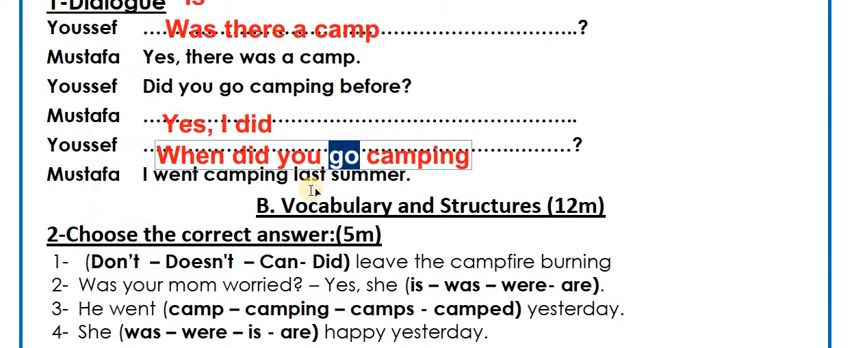 1-Dialogue is
Youssef ……………………………………………………..?
Was there a camp
Mustafa Yes, there was a camp.
Youssef Did you go camping before?
Mustafa ……………………………………………………..
Yes, I did
Youssef ……………………………………………………?
When did you go camping
Mustafa I went camping last summer.
B. Vocabulary and Structures (12m)
2-Choose the correct answer:(5m)
1- (Don't – Doesn't – Can- Did) leave the campfire burning
2- Was your mom worried? – Yes, she (is – was – were- are).
3- He went (camp – camping – camps - camped) yesterday.
4- She (was – were – is - are) happy yesterday.